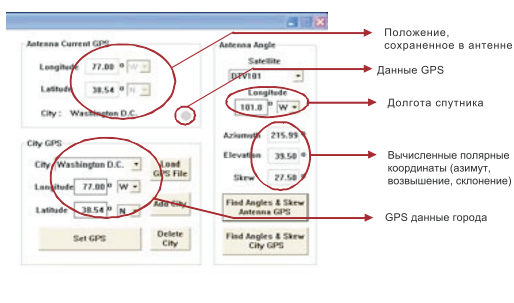 Antenna Current GPS
Longitude 77.00 ° W
Latitude 38.54 ° N
City : Washington D.C.
City GPS
City Washington D.C.
Load GPS File
Longitude 77.00 ° W
Latitude 38.54 ° N
Add City
Set GPS
Delete City
Antenna Angle
Satellite
DTV101
Longitude
101.0 ° W
Aziumuth 215.99 °
Elevation 39.50 °
Skew 27.50 °
Find Angles & Skew
Antenna GPS
Find Angles & Skew
City GPS
Положение,
сохраненное в антенне
Данные GPS
Долгота спутника
Вычисленные полярные
координаты (азимут,
возвышение, склонение)
GPS данные города